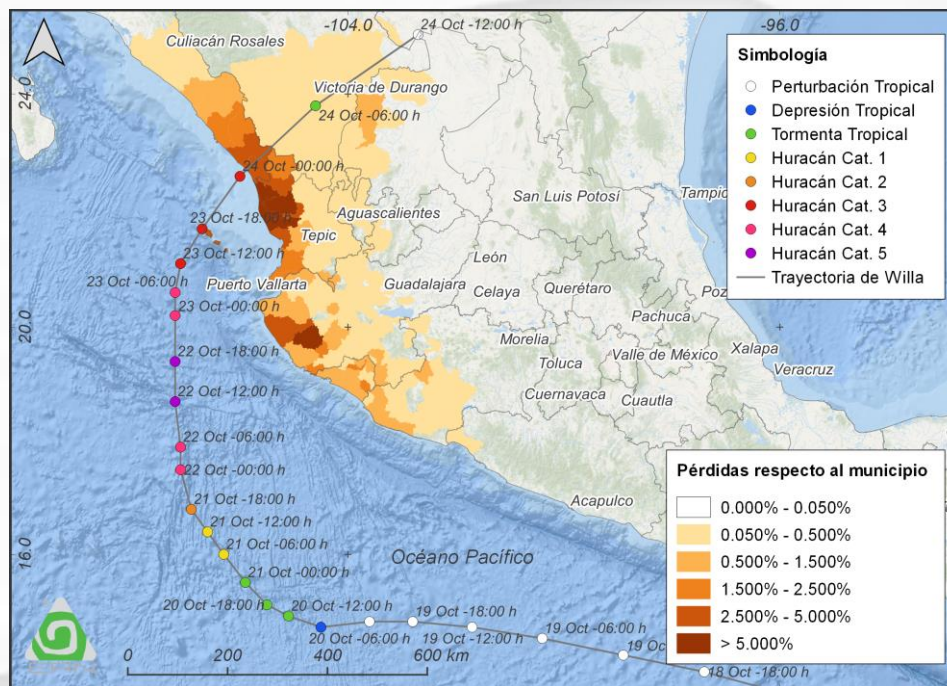 -104.0
-96.0
24 Oct -12:00 h
Culiacán Rosales
Victoria de Durango
24.0
24 Oct -06:00 h
24 Oct -00:00 h
San Luis Potosí
Tampic
23 Oct -18:00 h
Aguascalientes
Tepic
23 Oct -12:00 h
León
23 Oct -06:00 h
Puerto Vallarta
Guadalajara
Celaya
Querétaro
Poz
23 Oct -00:00 h
20.0
Pachuca
Morelia
Xalapa
22 Oct -18:00 h
Toluca
Valle de México
Veracruz
22 Oct -12:00 h
Cuernavaca
Cuautla
22 Oct -06:00 h
22 Oct -00:00 h
21 Oct -18:00 h
Acapulco
21 Oct -12:00 h
21 Oct -06:00 h
16.0
Océano Pacífico
21 Oct -00:00 h
20 Oct -18:00 h
20 Oct -12:00 h
19 Oct -18:00 h
20 Oct -06:00 h
19 Oct -12:00 h
19 Oct -06:00 h
19 O
18 Oct -18:00 h
0 200 400 600 km
Simbología
Perturbación Tropical
Depresión Tropical
Tormenta Tropical
Huracán Cat. 1
Huracán Cat. 2
Huracán Cat. 3
Huracán Cat. 4
Huracán Cat. 5
Trayectoria de Willa
Pérdidas respecto al municipio
0.000% - 0.050%
0.050% - 0.500%
0.500% - 1.500%
1.500% - 2.500%
2.500% - 5.000%
> 5.000%